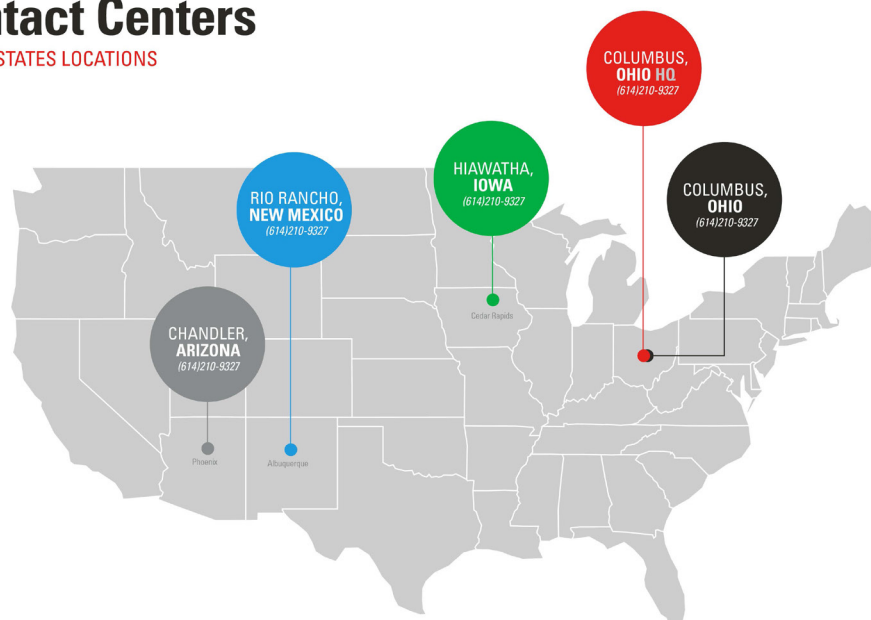 ntact Centers
STATES LOCATIONS
COLUMBUS,
OHIO HQ
(614)210-9327
HIAWATHA,
IOWA
(614)210-9327
COLUMBUS,
OHIO
(614)210-9327
RIO RANCHO,
NEW MEXICO
(614)210-9327
CHANDLER,
ARIZONA
(614)210-9327
Cedar Rapids
Phoenix
Albuquerque